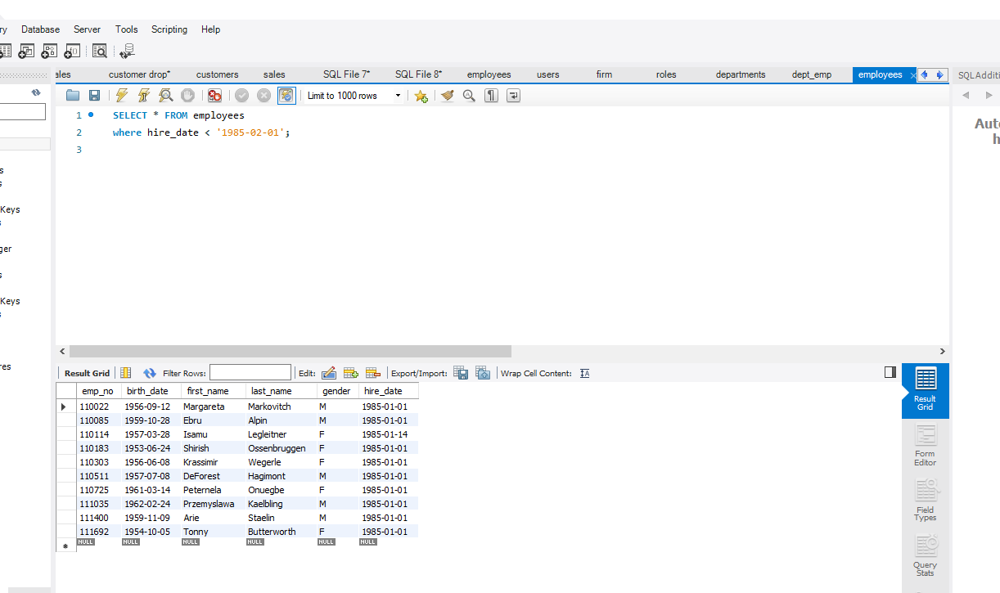 ry Database Server Tools Scripting Help
ales customer drop* customers sales SQL File 7* SQL File 8* employees users firm roles departments dept_emp employees SQLAdditi
Limit to 1000 rows
Auto
h
1 SELECT * FROM employees
2 where hire_date < '1985-02-01';
3
s
s
Keys
s
ger
s
Keys
s
res
Result Grid Filter Rows: Edit: Export/Import: Wrap Cell Content:
emp_no birth_date first_name last_name gender hire_date
110022 1956-09-12 Margareta Markovitch M 1985-01-01
110085 1959-10-28 Ebru Alpin M 1985-01-01
110114 1957-03-28 Isamu Legleitner F 1985-01-14
110183 1953-06-24 Shirish Ossenbruggen F 1985-01-01
110303 1956-06-08 Krassimir Wegerle F 1985-01-01
110511 1957-07-08 DeForest Hagimont M 1985-01-01
110725 1961-03-14 Peternela Onuegbe F 1985-01-01
111035 1962-02-24 Przemyslawa Kaelbling M 1985-01-01
111400 1959-11-09 Arie Staelin M 1985-01-01
111692 1954-10-05 Tonny Butterworth F 1985-01-01
NULL NULL NULL NULL NULL NULL
Result
Grid
Form
Editor
Field
Types
Query
Stats